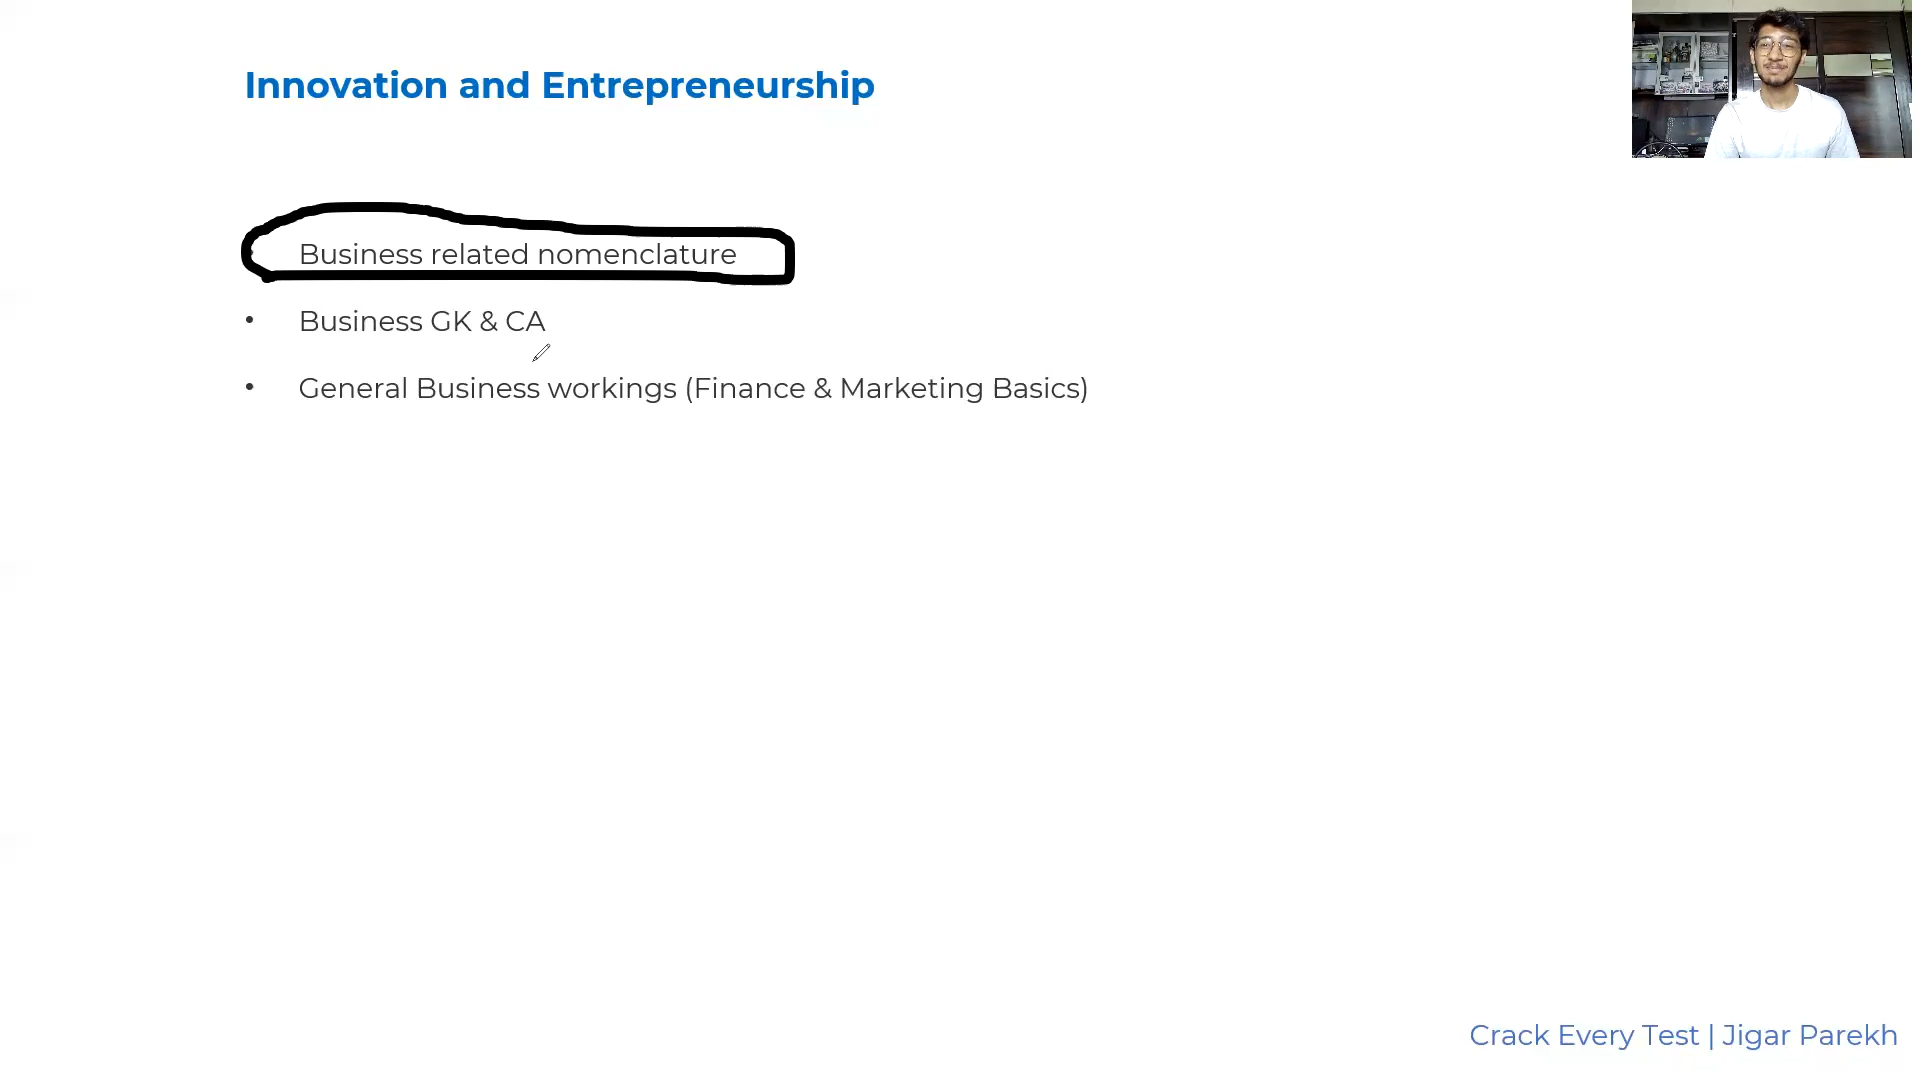 Innovation and Entrepreneurship
Business related nomenclature
• Business GK & CA
• General Business workings (Finance & Marketing Basics)
Crack Every Test | Jigar Parekh